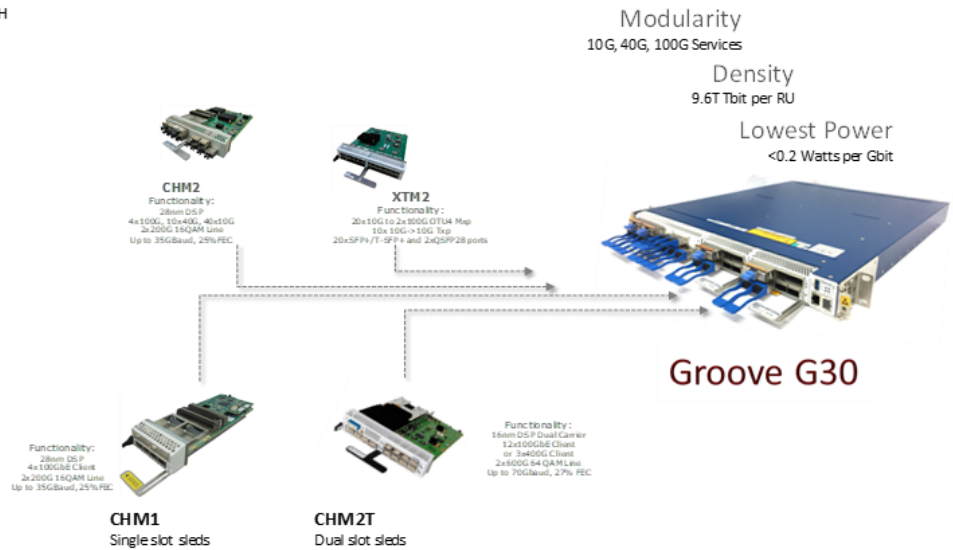 H
Modularity
10G, 40G, 100G Services
Density
9.6T Tbit per RU
Lowest Power
<0.2 Watts per Gbit
CHM2
Functionality:
28nm DSP
4x100G, 10x40G, 40x10G
2x200G 16QAM Line
Up to 35GBaud, 25% FEC
XTM2
Functionality:
20x10G to 2x100G OTU4 Mxp
10x 10G->10G Txp
20xSFP+/T-SFP+ and 2xQSFP28 ports
Groove G30
Functionality:
28nm DSP
4x100GbE Client
2x200G 16QAM Line
Up to 35GBaud, 25% FEC
CHM1
Single slot sleds
Functionality:
16nm DSP Dual Carrier
12x100GbE Client
or 3x400G Client
2x600G 64 QAM Line
Up to 70Gbaud, 27% FEC
CHM2T
Dual slot sleds